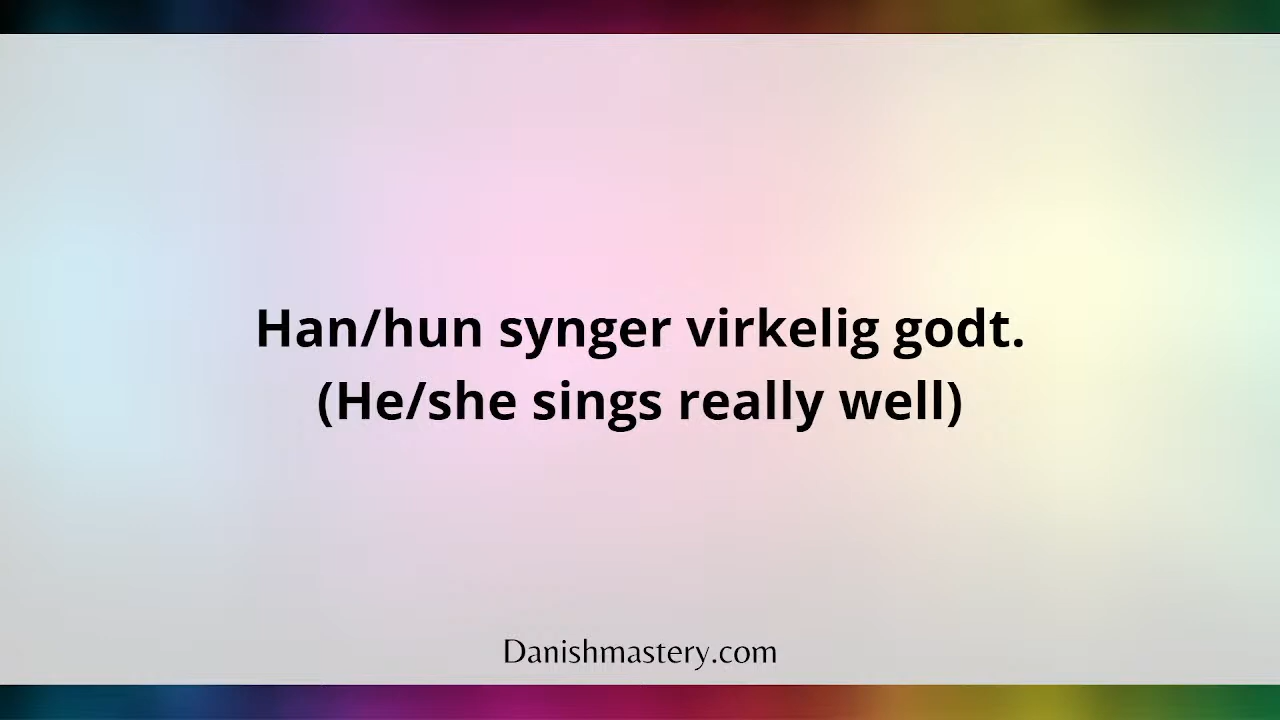 Han/hun synger virkelig godt.
(He/she sings really well)
Danishmastery.com